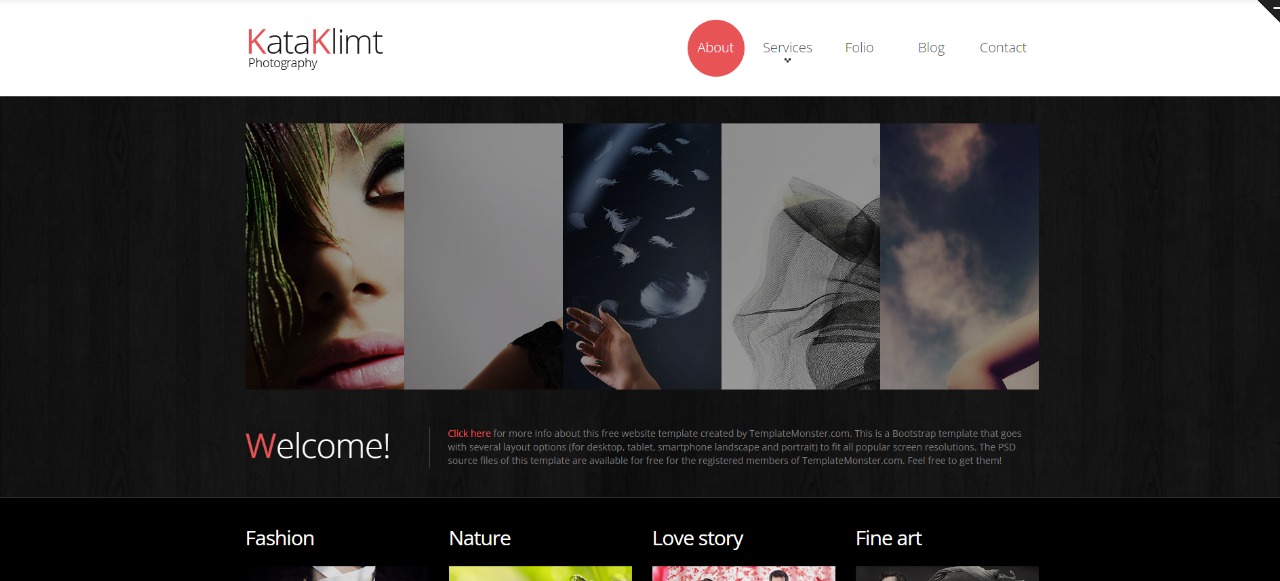 KataKlimt
Photography
About
Services
Folio
Blog
Contact
Welcome!
Click here for more info about this free website template created by TemplateMonster.com. This is a Bootstrap template that goes
with several layout options (for desktop, tablet, smartphone landscape and portrait) to fit all popular screen resolutions. The PSD
source files of this template are available for free for the registered members of TemplateMonster.com. Feel free to get them!
Fashion
Nature
Love story
Fine art